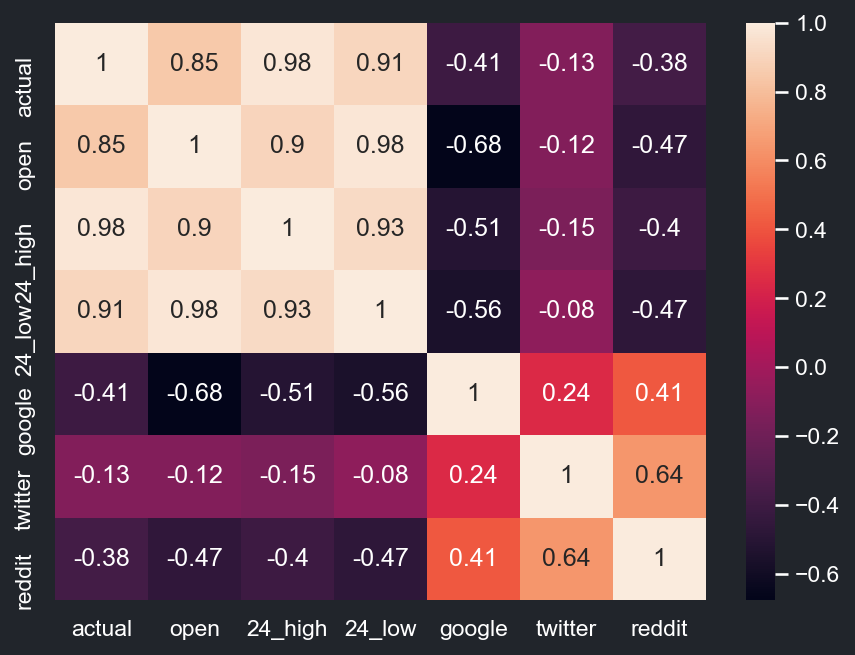 actual 1 0.85 0.98 0.91 -0.41 -0.13 -0.38
open 0.85 1 0.9 0.98 -0.68 -0.12 -0.47
24_high 0.98 0.9 1 0.93 -0.51 -0.15 -0.4
24_low 0.91 0.98 0.93 1 -0.56 -0.08 -0.47
google -0.41 -0.68 -0.51 -0.56 1 0.24 0.41
twitter -0.13 -0.12 -0.15 -0.08 0.24 1 0.64
reddit -0.38 -0.47 -0.4 -0.47 0.41 0.64 1
actual open 24_high 24_low google twitter reddit
1.0
0.8
0.6
0.4
0.2
0.0
−0.2
−0.4
−0.6